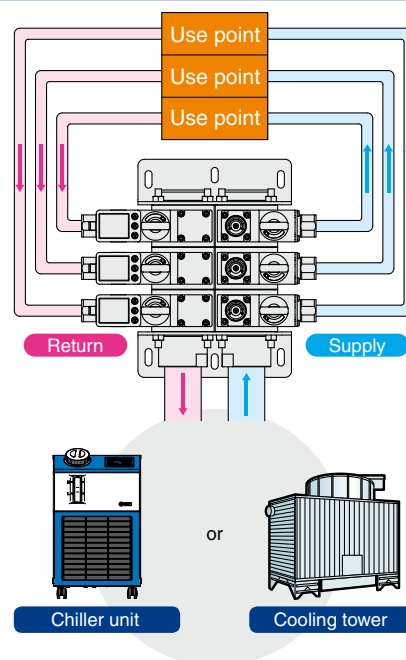 Use point
Use point
Use point
Return
Supply
or
Chiller unit
Cooling tower